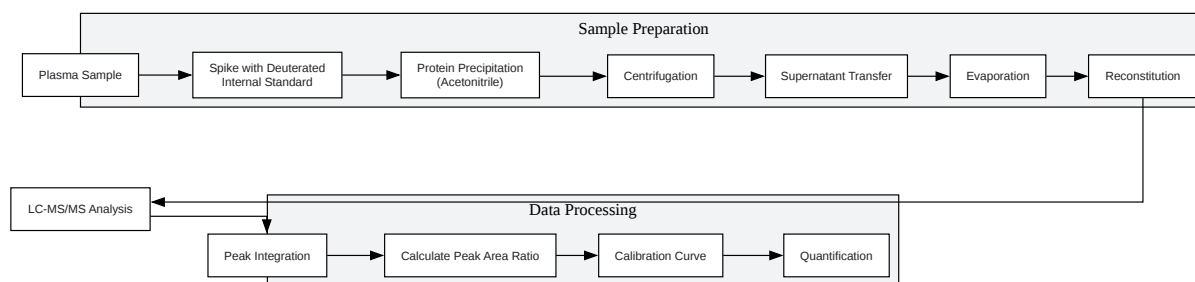 Sample Preparation
Plasma Sample
Spike with Deuterated
Internal Standard
Protein Precipitation
(Acetonitrile)
Centrifugation
Supernatant Transfer
Evaporation
Reconstitution
LC-MS/MS Analysis
Data Processing
Peak Integration
Calculate Peak Area Ratio
Calibration Curve
Quantification